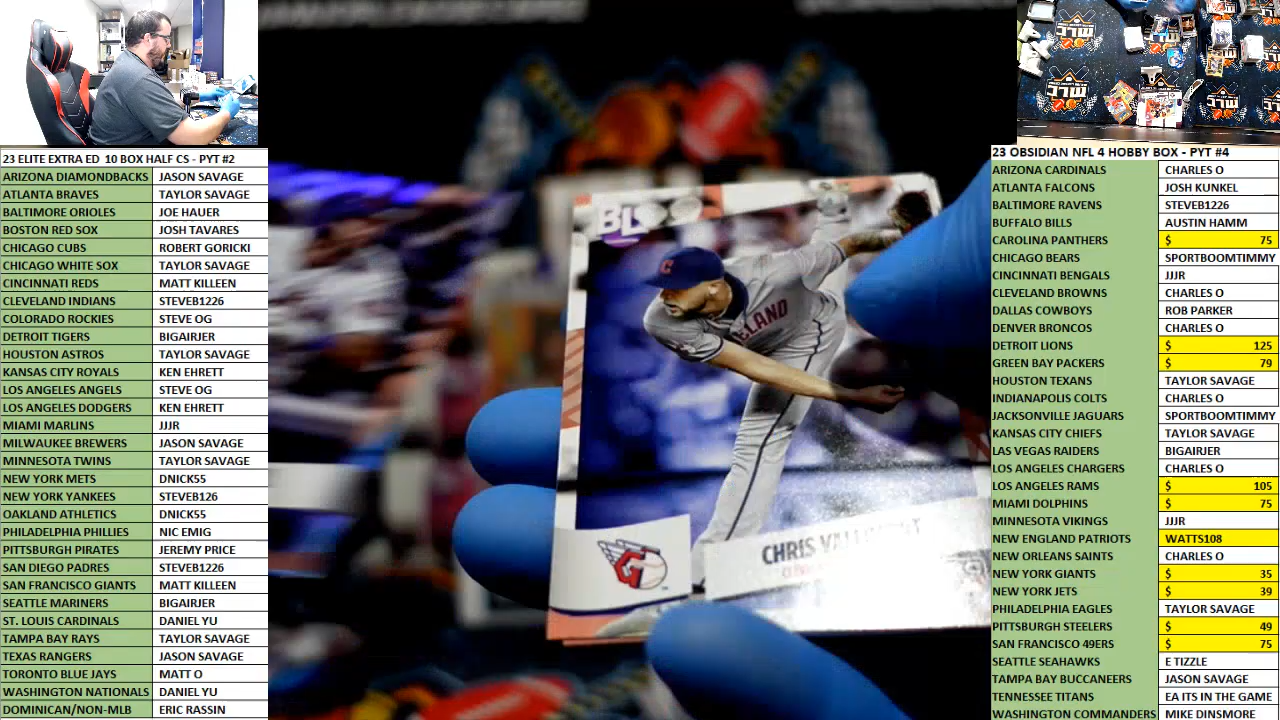 23 ELITE EXTRA ED 10 BOX HALF CS - PYT #2
ARIZONA DIAMONDBACKS JASON SAVAGE
ATLANTA BRAVES TAYLOR SAVAGE
BALTIMORE ORIOLES JOE HAUER
BOSTON RED SOX JOSH TAVARES
CHICAGO CUBS ROBERT GORICKI
CHICAGO WHITE SOX TAYLOR SAVAGE
CINCINNATI REDS MATT KILLEEN
CLEVELAND INDIANS STEVEB1226
COLORADO ROCKIES STEVE OG
DETROIT TIGERS BIGAIRJER
HOUSTON ASTROS TAYLOR SAVAGE
KANSAS CITY ROYALS KEN EHRETT
LOS ANGELES ANGELS STEVE OG
LOS ANGELES DODGERS KEN EHRETT
MIAMI MARLINS JJJR
MILWAUKEE BREWERS JASON SAVAGE
MINNESOTA TWINS TAYLOR SAVAGE
NEW YORK METS DNICK55
NEW YORK YANKEES STEVEB126
OAKLAND ATHLETICS DNICK55
PHILADELPHIA PHILLIES NIC EMIG
PITTSBURGH PIRATES JEREMY PRICE
SAN DIEGO PADRES STEVEB1226
SAN FRANCISCO GIANTS MATT KILLEEN
SEATTLE MARINERS BIGAIRJER
ST. LOUIS CARDINALS DANIEL YU
TAMPA BAY RAYS TAYLOR SAVAGE
TEXAS RANGERS JASON SAVAGE
TORONTO BLUE JAYS MATT O
WASHINGTON NATIONALS DANIEL YU
DOMINICAN/NON-MLB ERIC RASSIN
CHRIS
23 OBSIDIAN NFL 4 HOBBY BOX - PYT #4
ARIZONA CARDINALS CHARLES O
ATLANTA FALCONS JOSH KUNKEL
BALTIMORE RAVENS STEVEB1226
BUFFALO BILLS AUSTIN HAMM
CAROLINA PANTHERS $ 75
CHICAGO BEARS SPORTBOOMTIMMY
CINCINNATI BENGALS JJJR
CLEVELAND BROWNS CHARLES O
DALLAS COWBOYS ROB PARKER
DENVER BRONCOS CHARLES O
DETROIT LIONS $ 125
GREEN BAY PACKERS $ 79
HOUSTON TEXANS TAYLOR SAVAGE
INDIANAPOLIS COLTS CHARLES O
JACKSONVILLE JAGUARS SPORTBOOMTIMMY
KANSAS CITY CHIEFS TAYLOR SAVAGE
LAS VEGAS RAIDERS BIGAIRJER
LOS ANGELES CHARGERS CHARLES O
LOS ANGELES RAMS $ 105
MIAMI DOLPHINS $ 75
MINNESOTA VIKINGS JJJR
NEW ENGLAND PATRIOTS WATTS108
NEW ORLEANS SAINTS CHARLES O
NEW YORK GIANTS $ 35
NEW YORK JETS $ 39
PHILADELPHIA EAGLES TAYLOR SAVAGE
PITTSBURGH STEELERS $ 49
SAN FRANCISCO 49ERS $ 75
SEATTLE SEAHAWKS E TIZZLE
TAMPA BAY BUCCANEERS JASON SAVAGE
TENNESSEE TITANS EA ITS IN THE GAME
WASHINGTON COMMANDERS MIKE DINSMORE